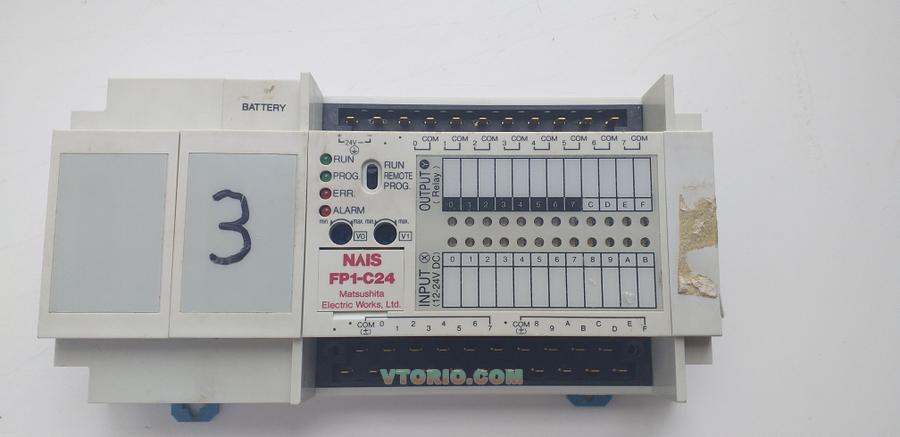 BATTERY
+ 24V −
COM COM COM COM COM COM COM COM
0 1 2 3 4 5 6 7
RUN
PROG.
ERR.
ALARM
RUN
REMOTE
PROG.
min. max. min. max.
V0 V1
NAIS
FP1-C24
Matsushita
Electric Works, Ltd.
OUTPUT Y
(Relay)
0 1 2 3 4 5 6 7 C D E F
INPUT X
(12-24V DC)
0 1 2 3 4 5 6 7 8 9 A B
COM 0 2 4 6 COM 8 A C E
(±) 1 3 5 7 (±) 9 B D F
3
VTORIO.COM